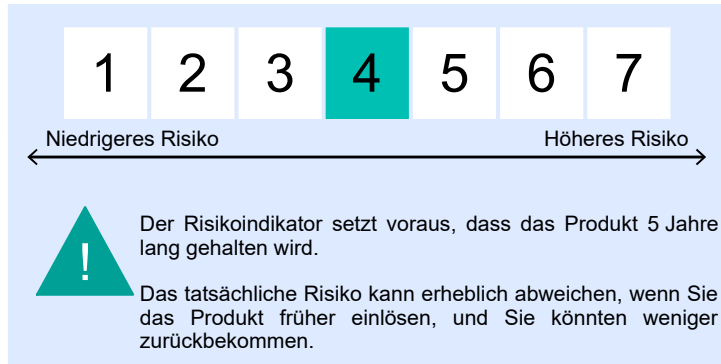 1 2 3 4 5 6 7
Niedrigeres Risiko Höheres Risiko
Der Risikoindikator setzt voraus, dass das Produkt 5 Jahre
lang gehalten wird.
!
Das tatsächliche Risiko kann erheblich abweichen, wenn Sie
das Produkt früher einlösen, und Sie könnten weniger
zurückbekommen.